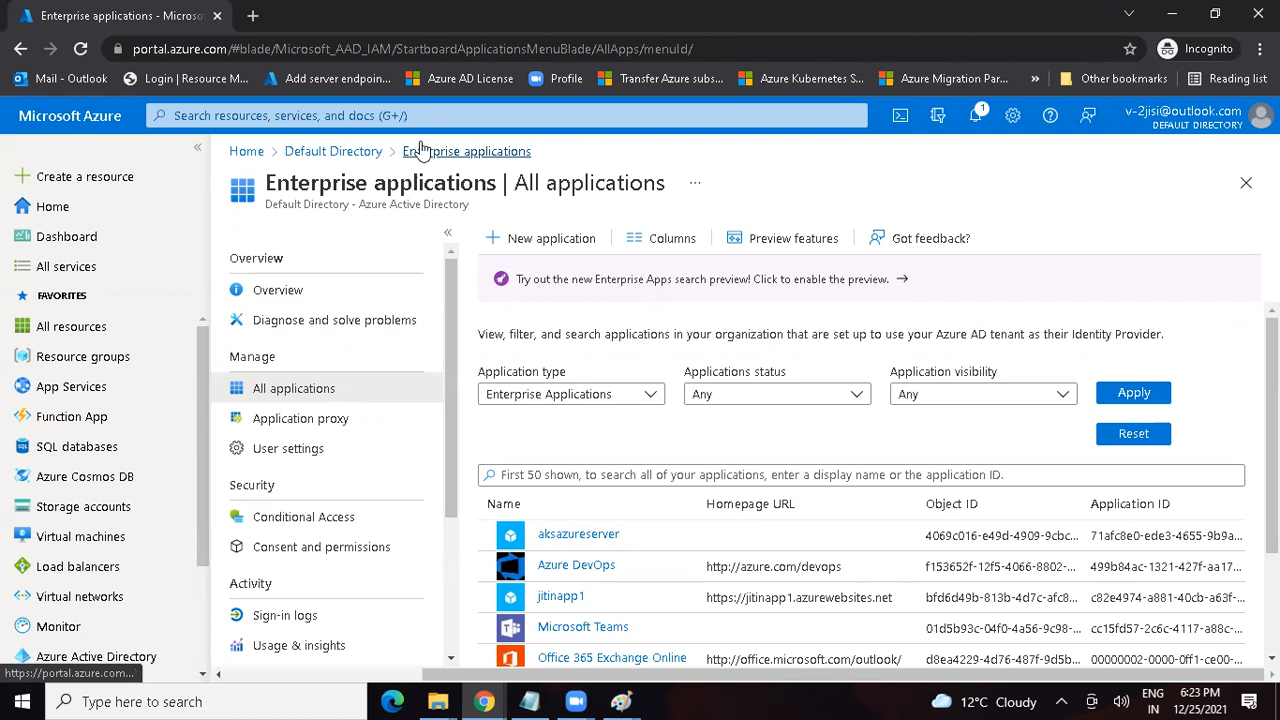 Enterprise applications - Microso
portal.azure.com/#blade/Microsoft_AAD_IAM/StartboardApplicationsMenuBlade/AllApps/menuId/
Incognito
Mail - Outlook
Login | Resource M...
Add server endpoin...
Azure AD License
Profile
Transfer Azure subs...
Azure Kubernetes S...
Azure Migration Par...
»
Other bookmarks
Reading list
Microsoft Azure
Search resources, services, and docs (G+/)
1
v-2jisi@outlook.com
DEFAULT DIRECTORY
Home > Default Directory > Enterprise applications
Enterprise applications | All applications ...
Default Directory - Azure Active Directory
Create a resource
Home
Dashboard
All services
FAVORITES
All resources
Resource groups
App Services
Function App
SQL databases
Azure Cosmos DB
Storage accounts
Virtual machines
Load balancers
Virtual networks
Monitor
Azure Active Directory
https://portal.azure.com...
Overview
Overview
Diagnose and solve problems
Manage
All applications
Application proxy
User settings
Security
Conditional Access
Consent and permissions
Activity
Sign-in logs
Usage & insights
New application
Columns
Preview features
Got feedback?
Try out the new Enterprise Apps search preview! Click to enable the preview. →
View, filter, and search applications in your organization that are set up to use your Azure AD tenant as their Identity Provider.
Application type
Enterprise Applications
Applications status
Any
Application visibility
Any
Apply
Reset
First 50 shown, to search all of your applications, enter a display name or the application ID.
Name Homepage URL Object ID Application ID
aksazureserver 4069c016-e49d-4909-9cbc... 71afc8e0-ede3-4655-9b9a...
Azure DevOps http://azure.com/devops f153652f-12f5-4066-8802-... 499b84ac-1321-427f-aa17...
jitinapp1 https://jitinapp1.azurewebsites.net bfd6d49b-813b-4d7c-afc8... c82e4974-a881-40cb-a63f-...
Microsoft Teams 01d5b93c-04f0-4a56-9c98-... cc15fd57-2c6c-4117-a88c-...
Office 365 Exchange Online http://office.microsoft.com/outlook/ d8ea4229-4d76-487f-9d5b... 00000002-0000-0ff1-ce00...
Type here to search
12°C Cloudy
ENG
IN
6:23 PM
12/25/2021